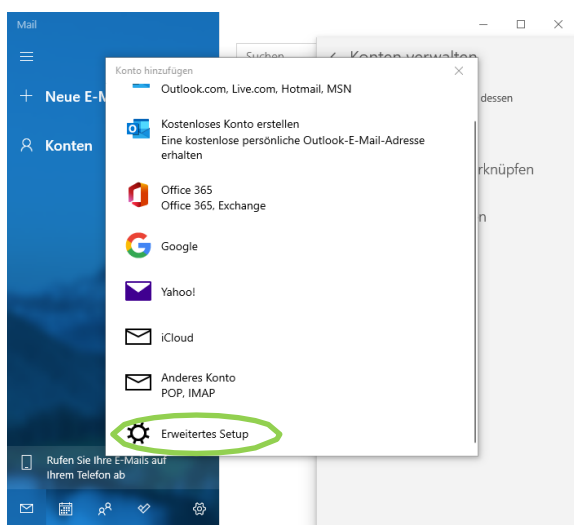 Mail
Suchen
Konten verwalten
Konto hinzufügen
Neue E-M
dessen
Outlook.com, Live.com, Hotmail, MSN
Konten
Kostenloses Konto erstellen
Eine kostenlose persönliche Outlook-E-Mail-Adresse
erhalten
rknüpfen
Office 365
Office 365, Exchange
n
Google
Yahoo!
iCloud
Anderes Konto
POP, IMAP
Erweitertes Setup
Rufen Sie Ihre E-Mails auf
Ihrem Telefon ab